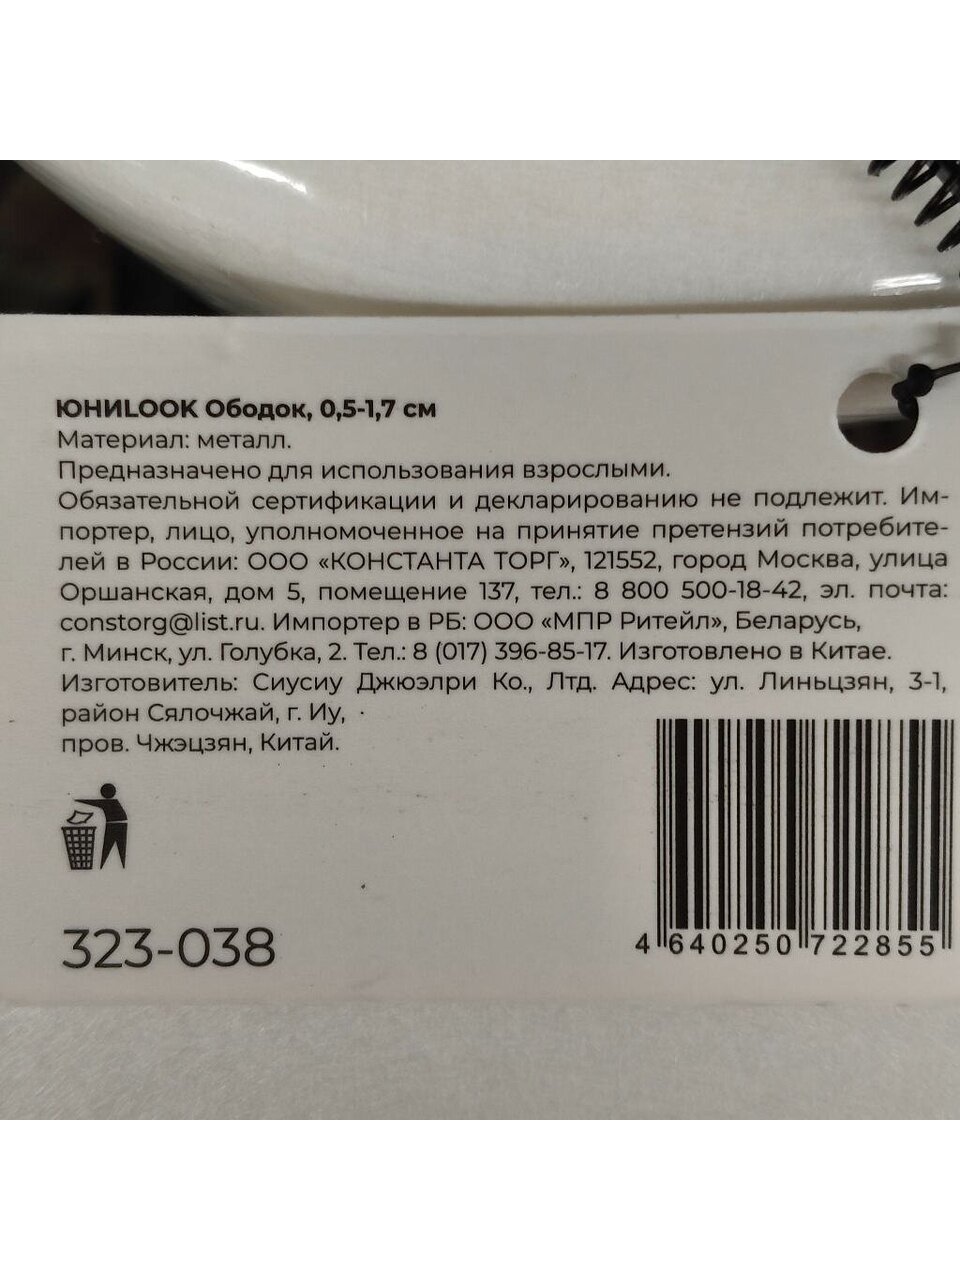 ЮНИLOOK Ободок, 0,5-1,7 см
Материал: металл.
Предназначено для использования взрослыми.
Обязательной сертификации и декларированию не подлежит. Им-
портер, лицо, уполномоченное на принятие претензий потребите-
лей в России: ООО «КОНСТАНТА ТОРГ», 121552, город Москва, улица
Оршанская, дом 5, помещение 137, тел.: 8 800 500-18-42, эл. почта:
constorg@list.ru. Импортер в РБ: ООО «МПР Ритейл», Беларусь,
г. Минск, ул. Голубка, 2. Тел.: 8 (017) 396-85-17. Изготовлено в Китае.
Изготовитель: Сиусиу Джюэлри Ко., Лтд. Адрес: ул. Линьцзян, 3-1,
район Сялочжай, г. Иу,
пров. Чжэцзян, Китай.
323-038
4 640250 722855